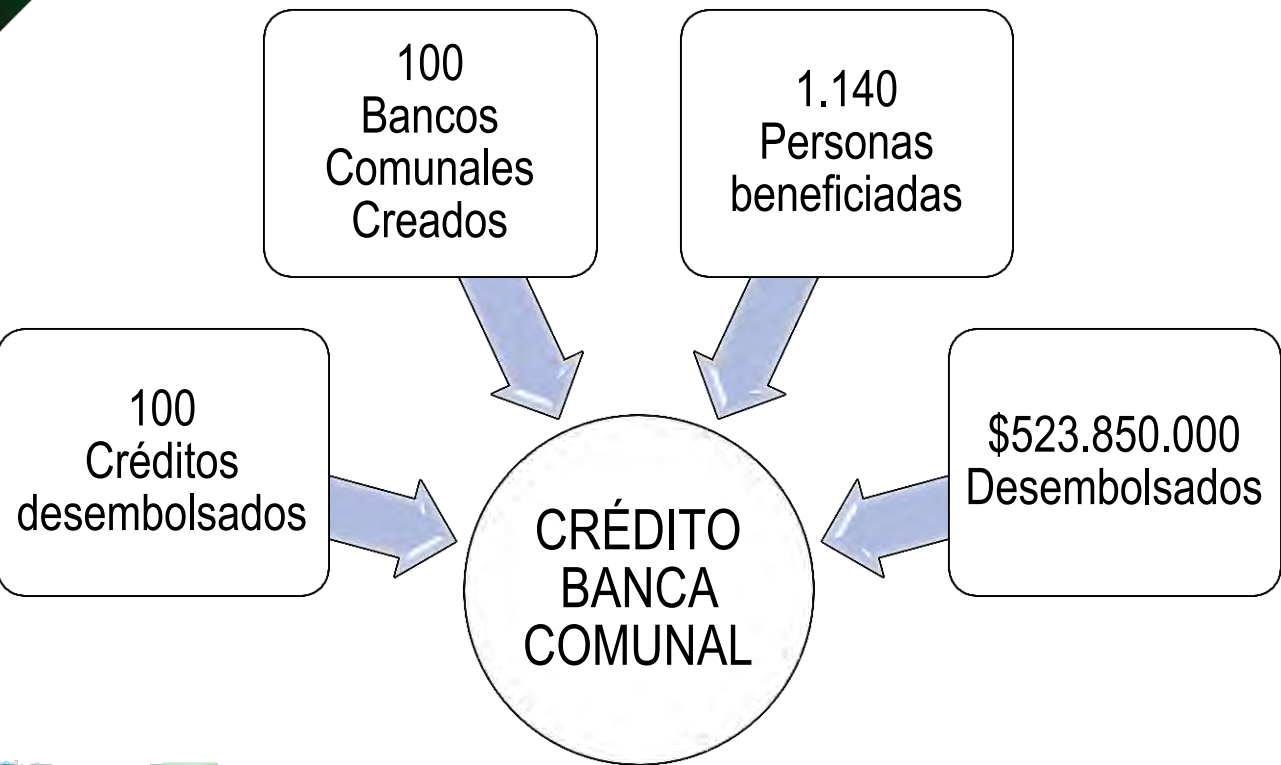 100
Bancos
Comunales
Creados
1.140
Personas
beneficiadas
100
Créditos
desembolsados
$523.850.000
Desembolsados
CRÉDITO
BANCA
COMUNAL